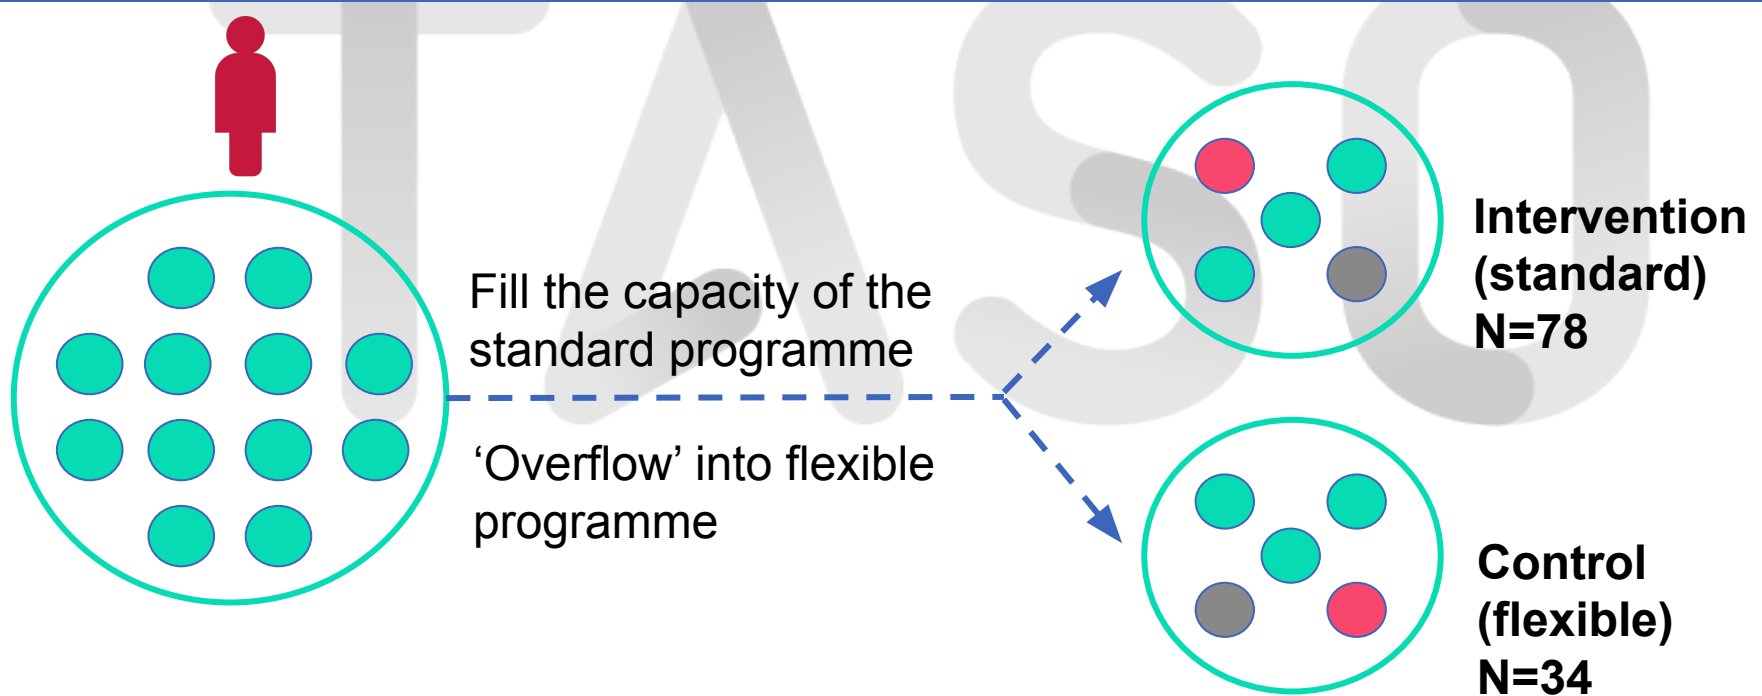 TASO
Fill the capacity of the
standard programme
‘Overflow’ into flexible
programme
Intervention
(standard)
N=78
Control
(flexible)
N=34